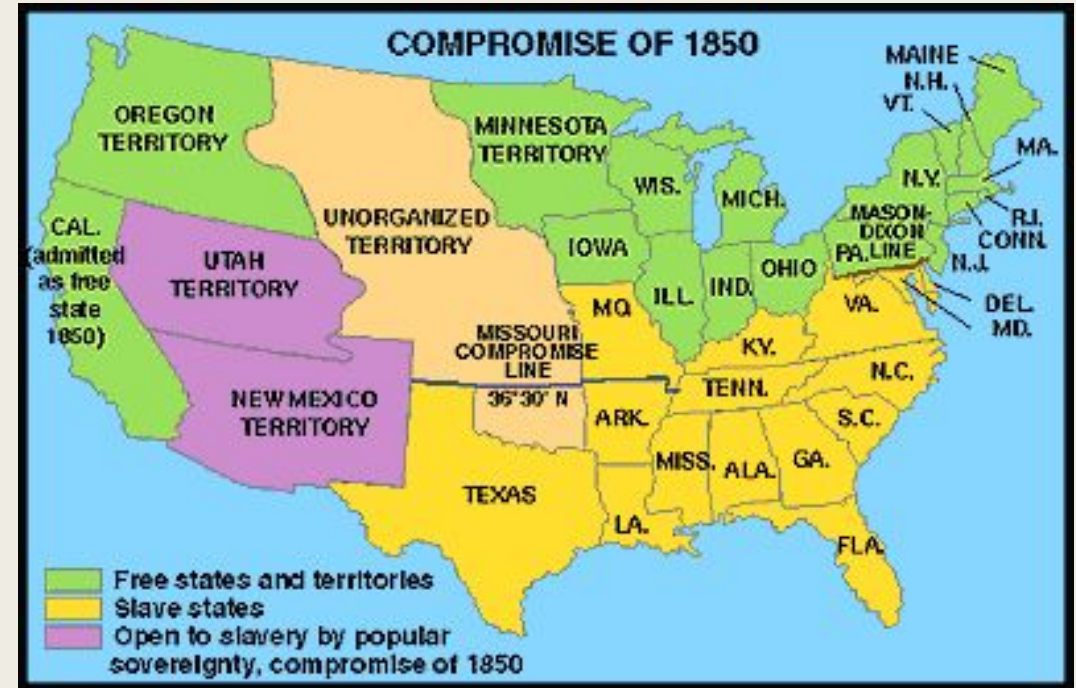 COMPROMISE OF 1850
MAINE
N.H.
VT.
MA.
OREGON
TERRITORY
MINNESOTA
TERRITORY
WIS.
MICH.
N.Y.
R.I.
CONN.
N.J.
MASON-
DIXON
LINE
PA.
CAL.
(admitted
as free
state
1850)
UTAH
TERRITORY
UNORGANIZED
TERRITORY
IOWA
ILL.
IND.
OHIO
DEL.
MD.
MO.
VA.
KY.
MISSOURI
COMPROMISE
LINE
36°30' N
NEW MEXICO
TERRITORY
TENN.
N.C.
ARK.
S.C.
MISS.
ALA.
GA.
TEXAS
LA.
FLA.
Free states and territories
Slave states
Open to slavery by popular
sovereignty, compromise of 1850